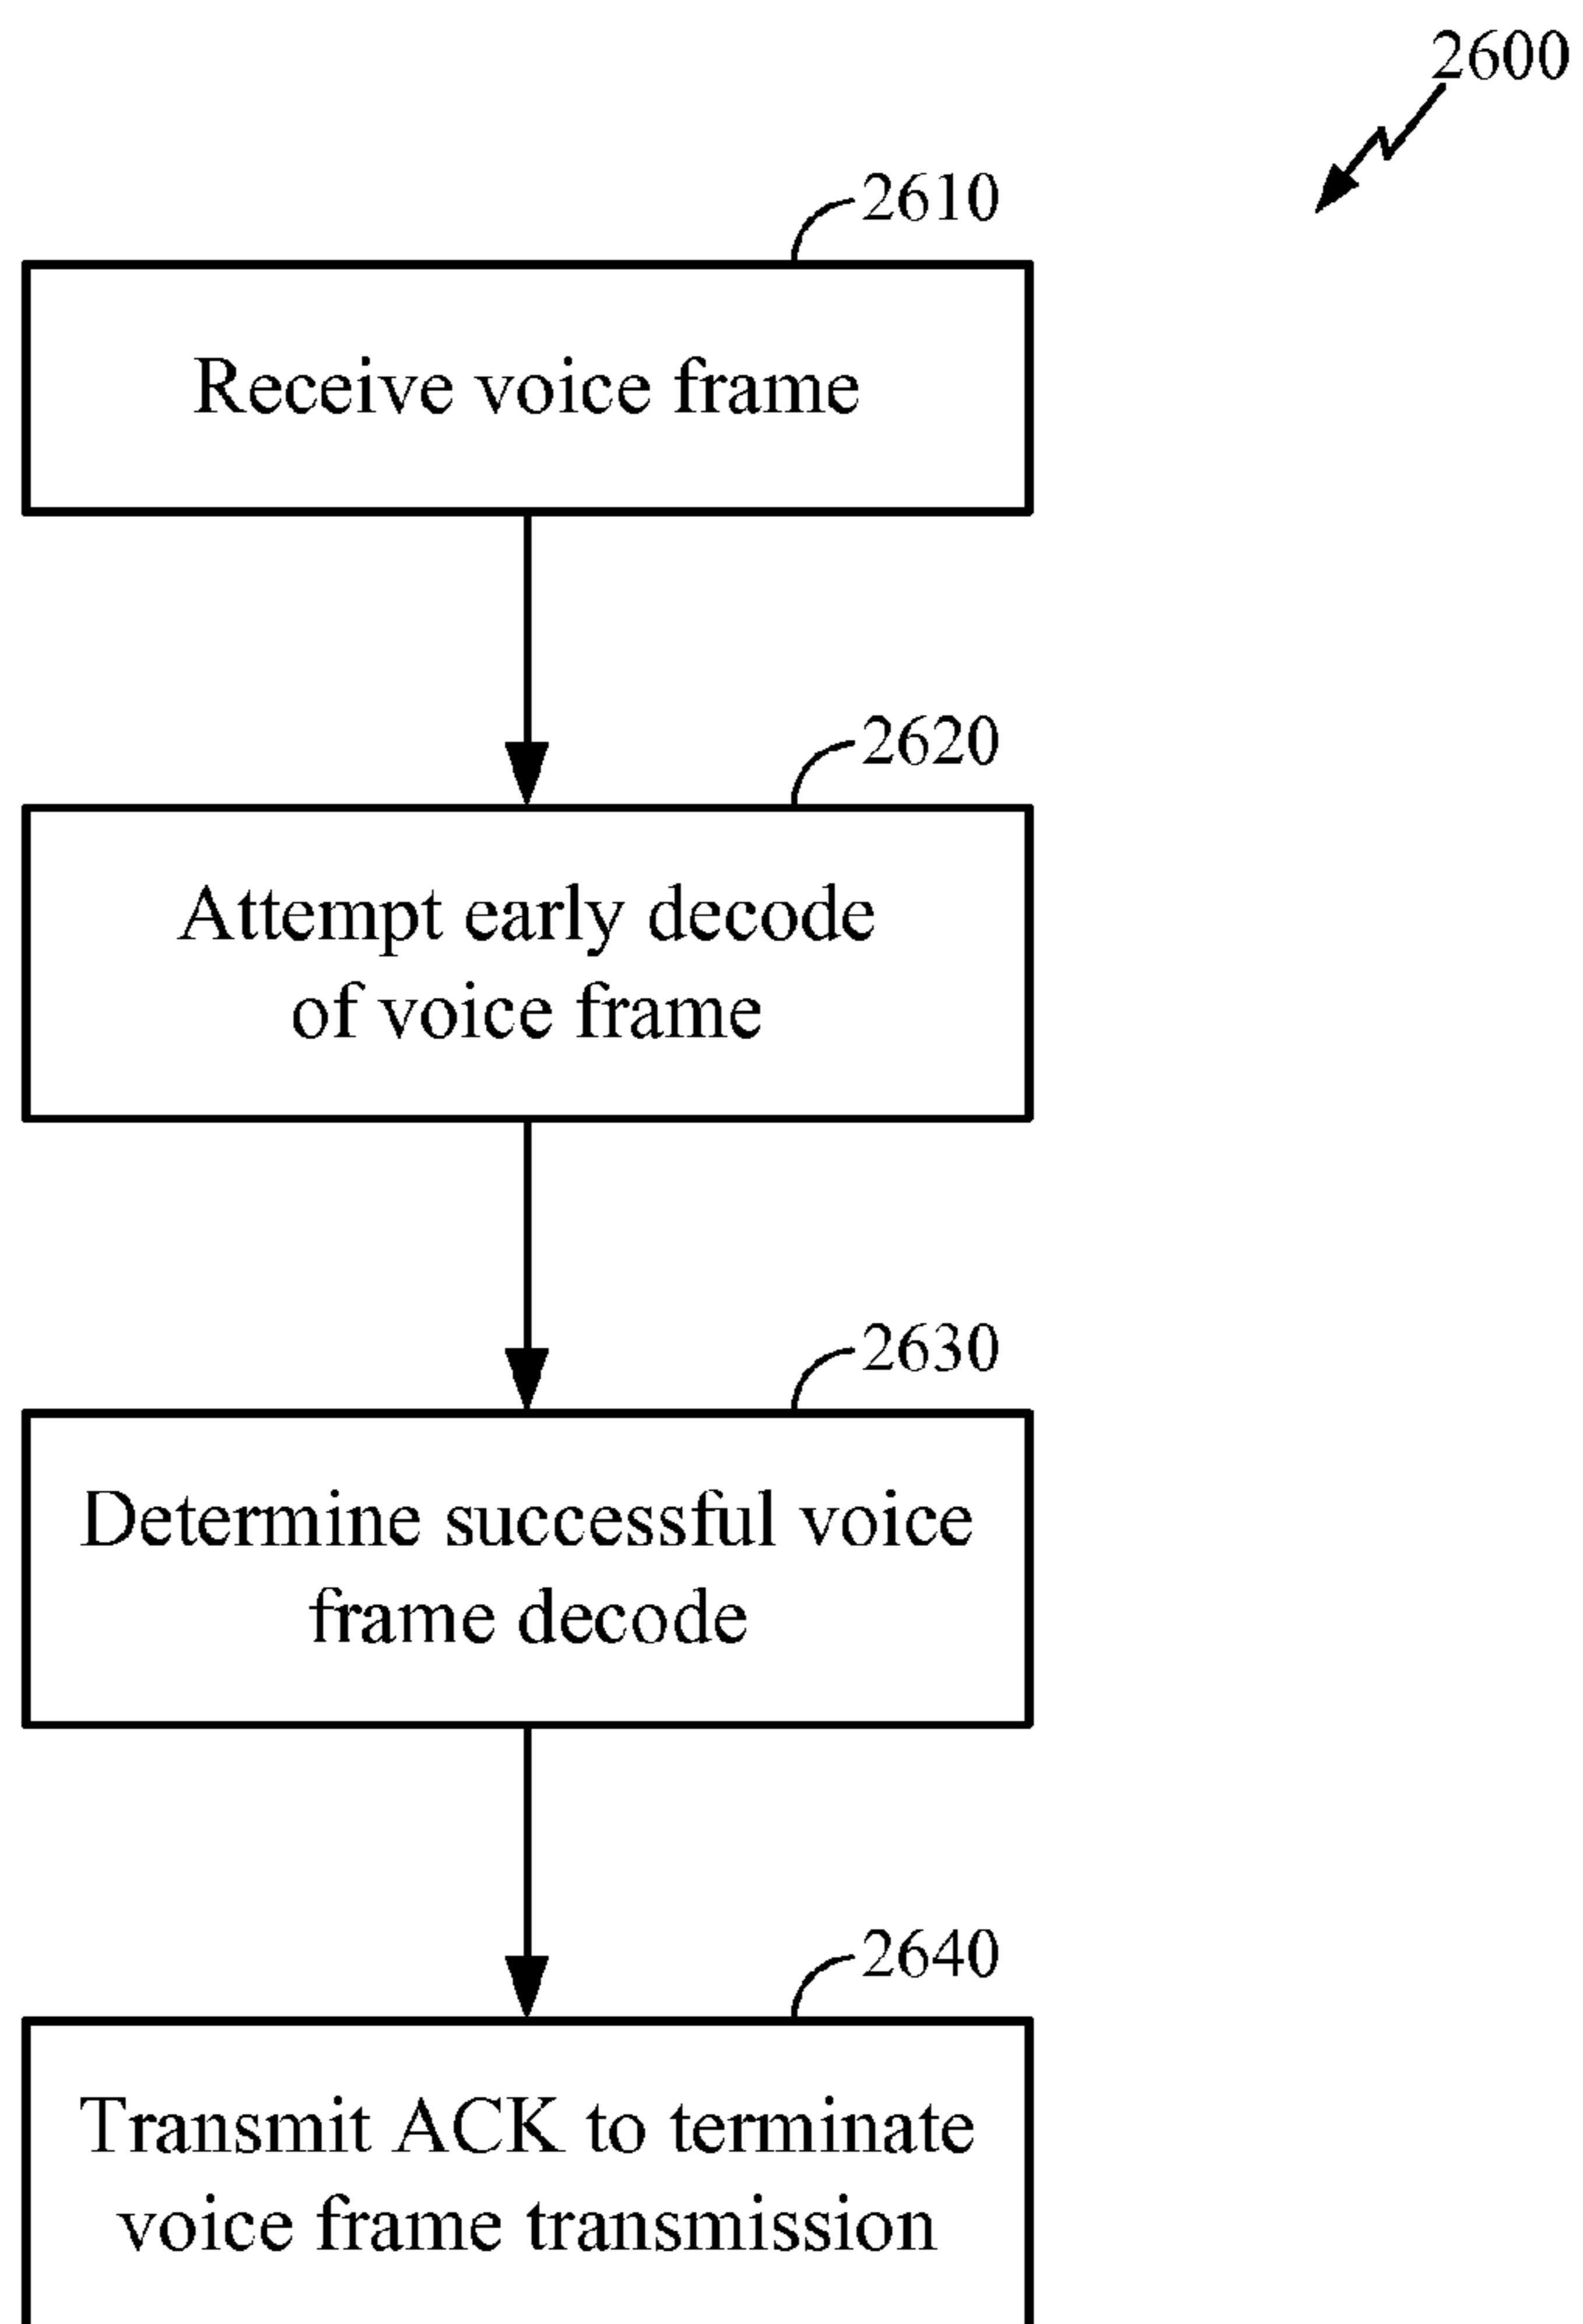 2600
2610
Receive voice frame
2620
Attempt early decode
of voice frame
2630
Determine successful voice
frame decode
2640
Transmit ACK to terminate
voice frame transmission